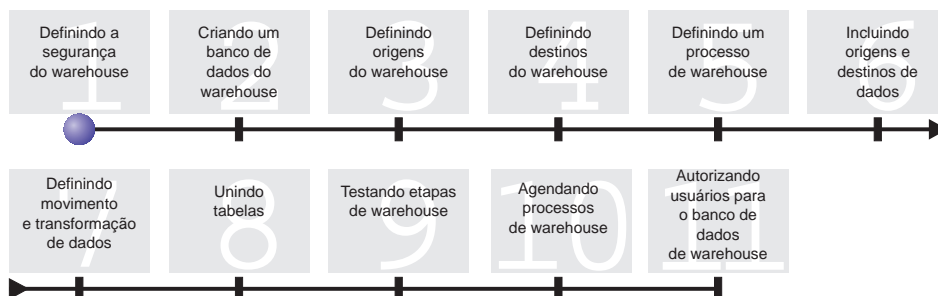 1
Definindo a
segurança
do warehouse
2
Criando um
banco de
dados do
warehouse
3
Definindo
origens
do warehouse
4
Definindo
destinos
do warehouse
5
Definindo um
processo
de warehouse
6
Incluindo
origens e
destinos de
dados
7
Definindo
movimento
e transformação
de dados
8
Unindo
tabelas
9
Testando etapas
de warehouse
10
Agendando
processos
de warehouse
11
Autorizando
usuários para
o banco de
dados
de warehouse